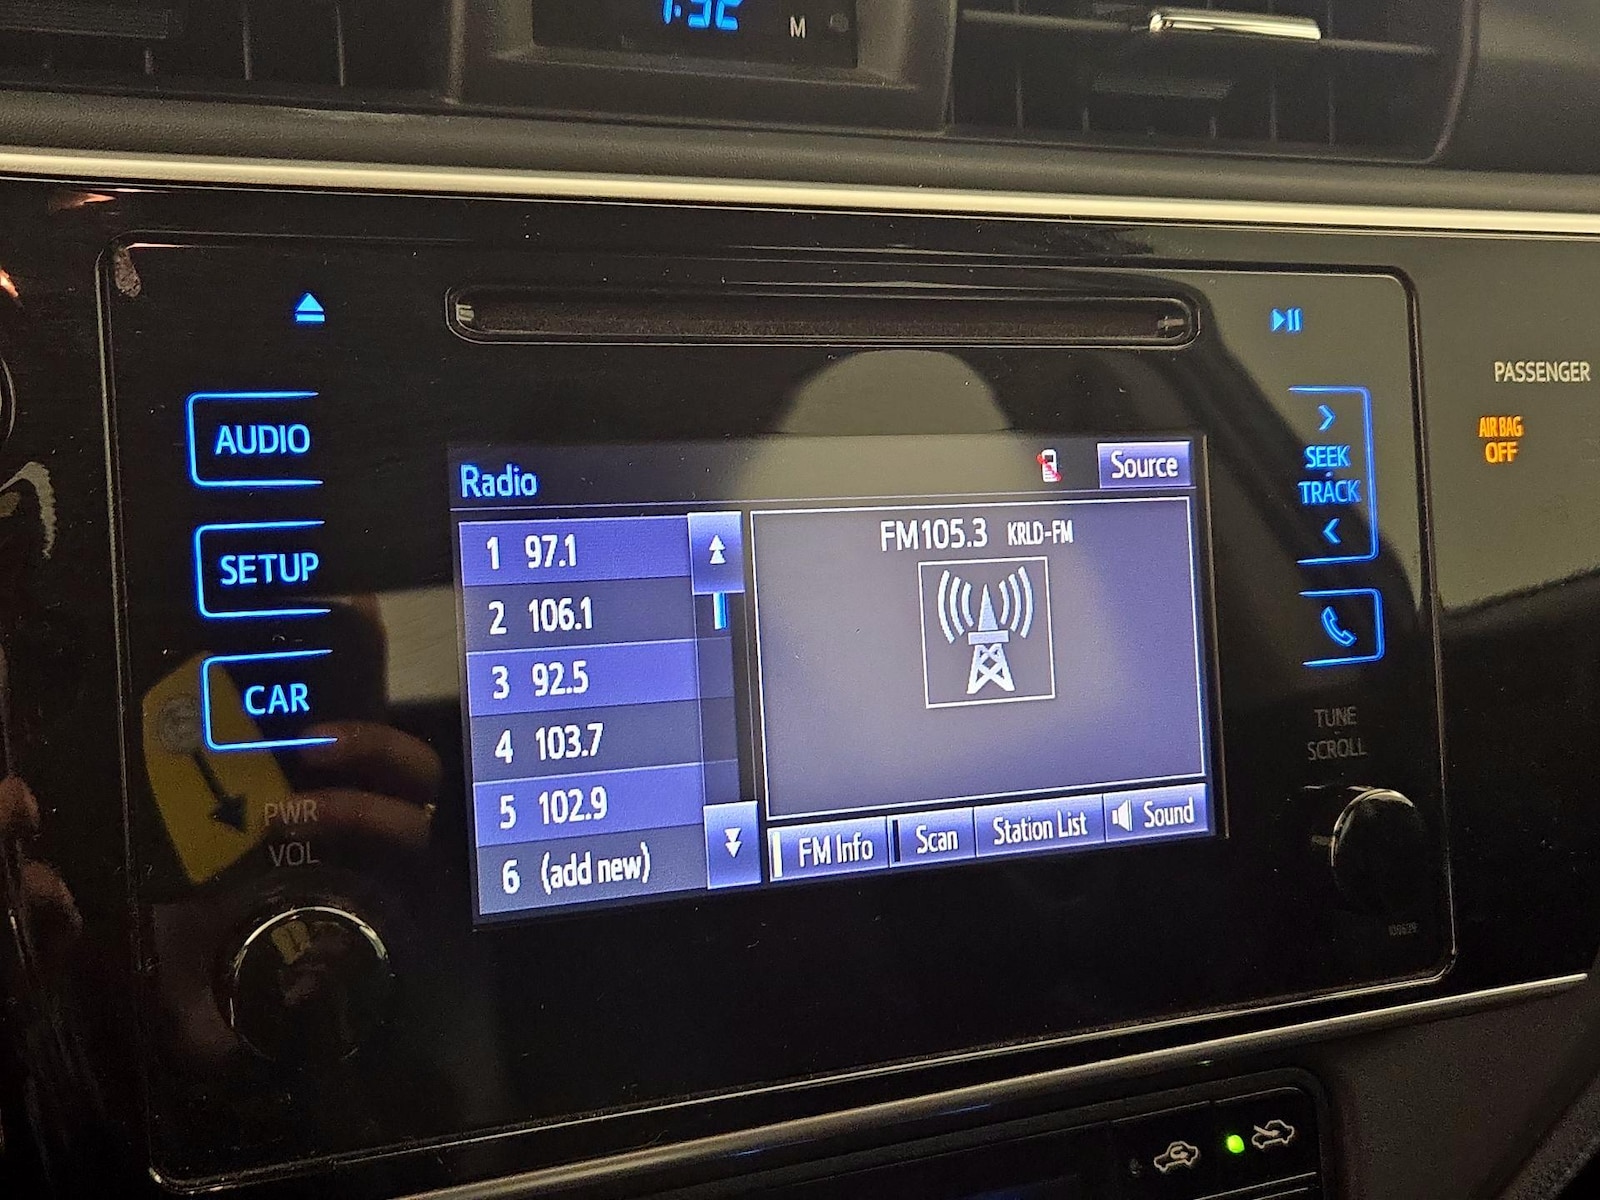 M
PASSENGER
AIR BAG
OFF
AUDIO
SETUP
CAR
PWR
VOL
Radio
Source
1 97.1
2 106.1
3 92.5
4 103.7
5 102.9
6 (add new)
FM105.3 KRLD-FM
FM Info
Scan
Station List
Sound
SEEK
TRACK
TUNE
SCROLL